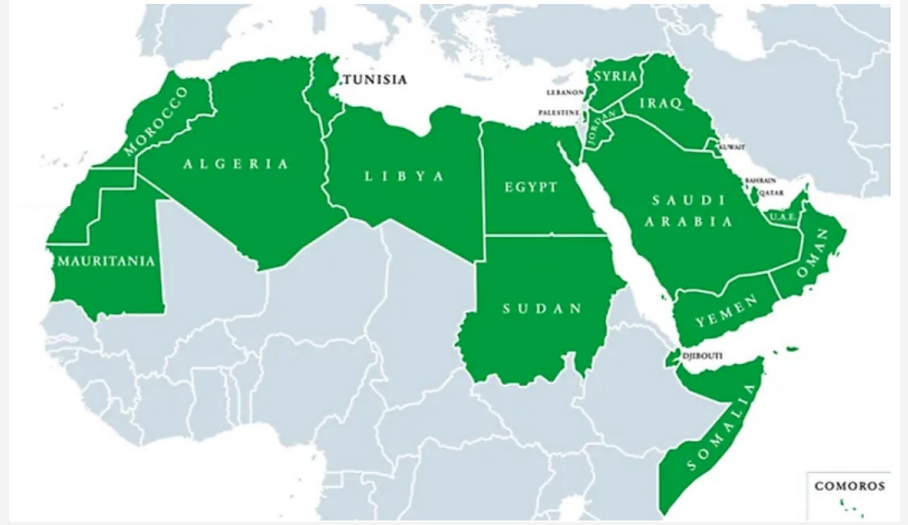 TUNISIA
MOROCCO
ALGERIA
LIBYA
EGYPT
MAURITANIA
SUDAN
SYRIA
LEBANON
PALESTINE
JORDAN
IRAQ
KUWAIT
BAHRAIN
QATAR
SAUDI
ARABIA
U.A.E.
OMAN
YEMEN
DJIBOUTI
SOMALIA
COMOROS